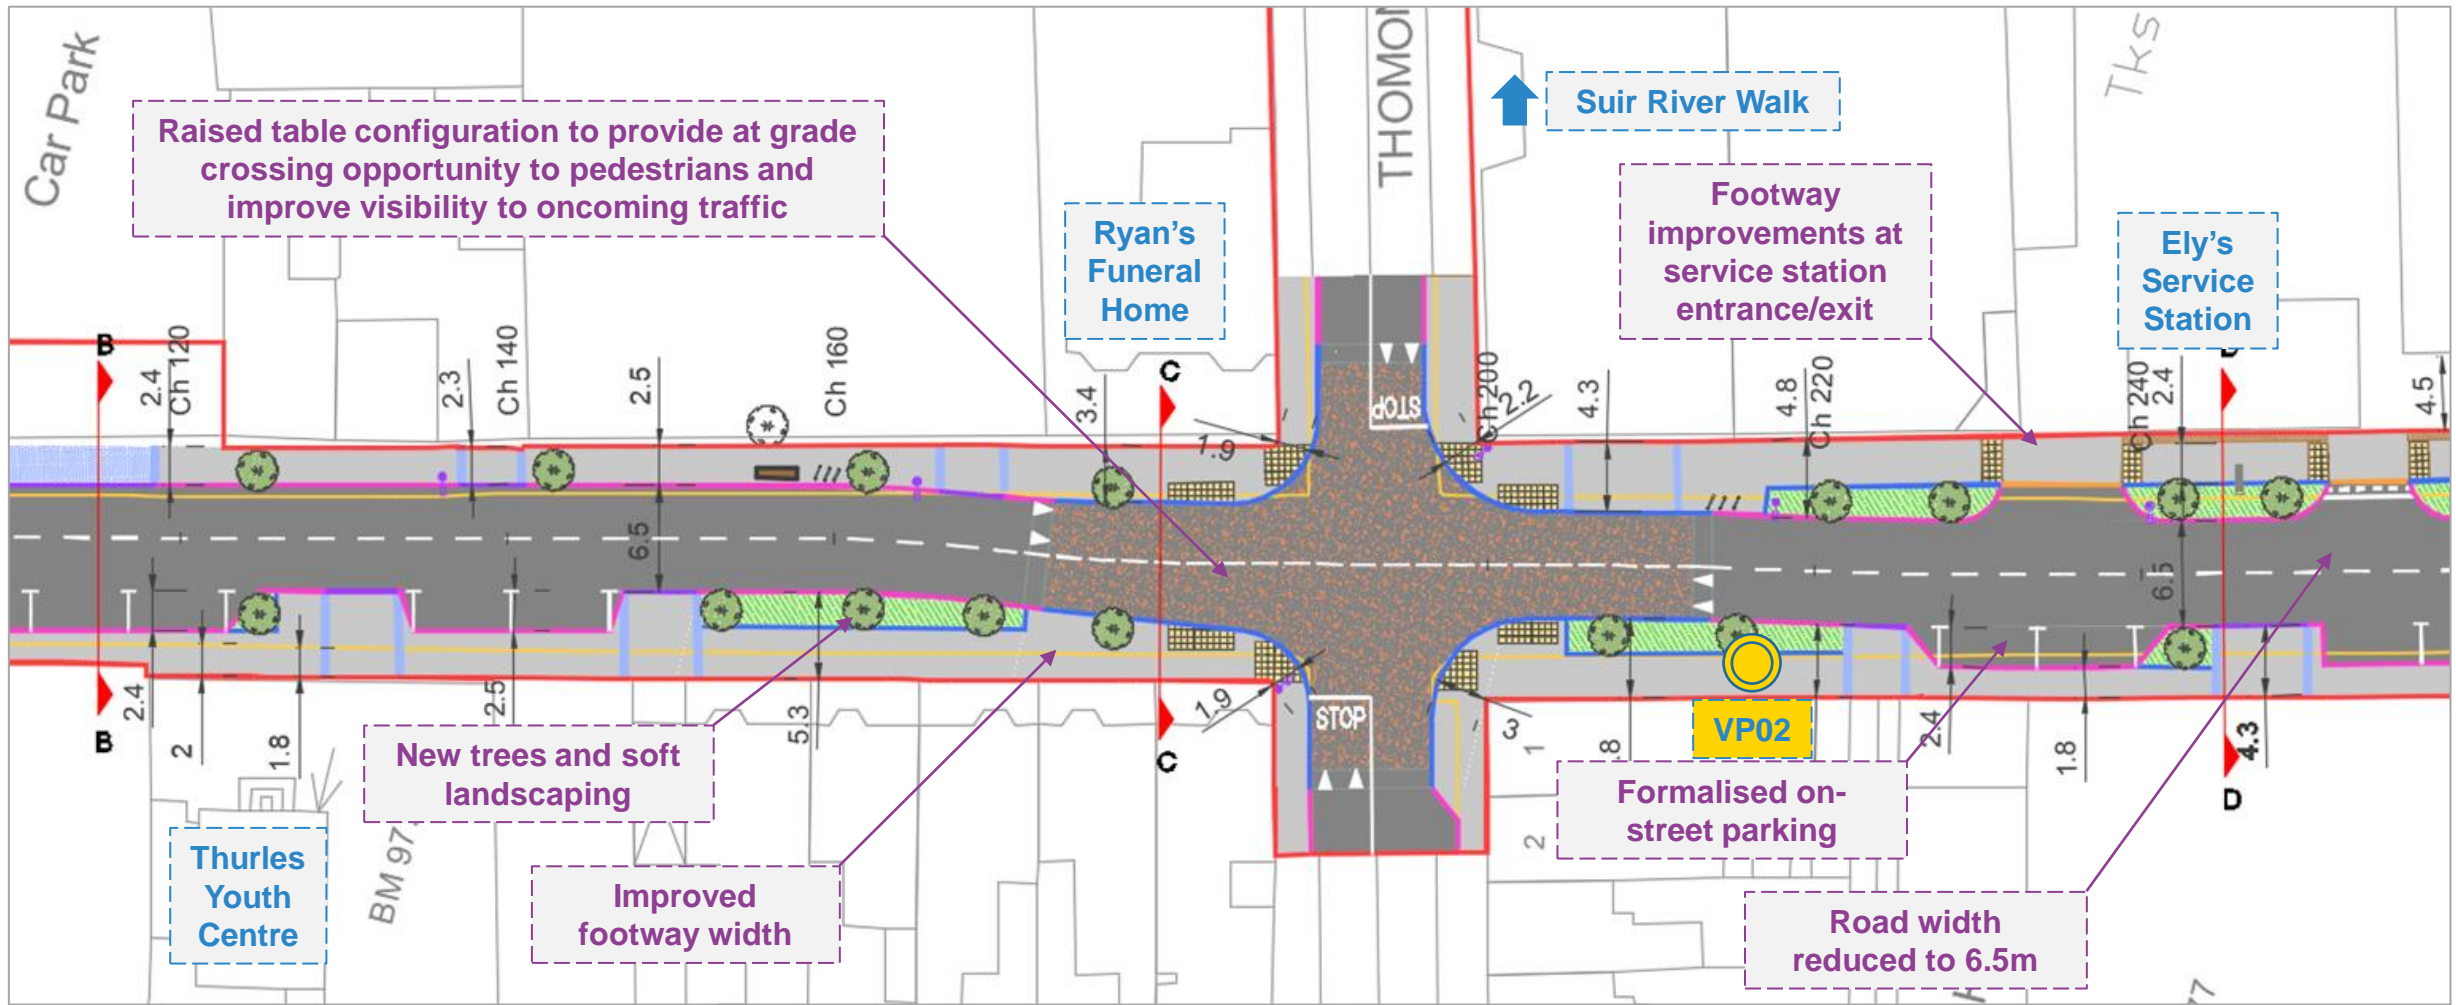 Car Park
Raised table configuration to provide at grade
crossing opportunity to pedestrians and
improve visibility to oncoming traffic
THOMO
Suir River Walk
Tks
Ryan's
Funeral
Home
Footway
improvements at
service station
entrance/exit
Ely's
Service
Station
B
2.4
Ch 120
2.3
Ch 140
2.5
Ch 160
3.4
C
1.9
STOP
Ch 200
2.2
4.3
4.8
Ch 220
Ch 240
2.4
4.5
6.5
6.5
B
2.4
2
1.8
2.5
5.3
C
1.9
STOP
3
1
.8
VP02
2.4
1.8
4.3
D
New trees and soft
landscaping
Formalised on-
street parking
2
Thurles
Youth
Centre
BM 97.
Improved
footway width
Road width
reduced to 6.5m